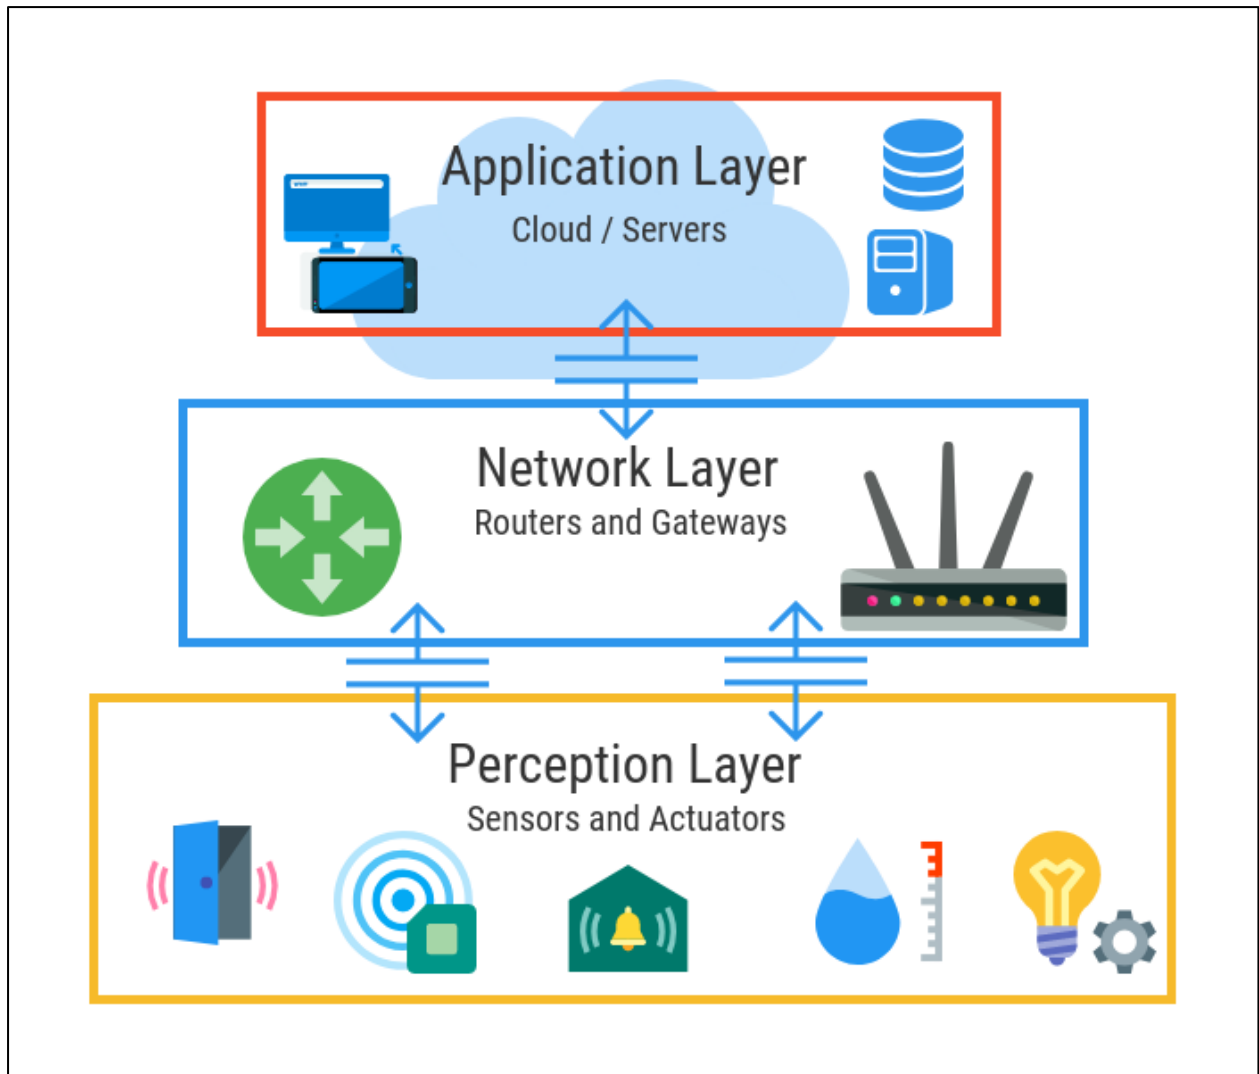 Application Layer
Cloud / Servers
Network Layer
Routers and Gateways
Perception Layer
Sensors and Actuators